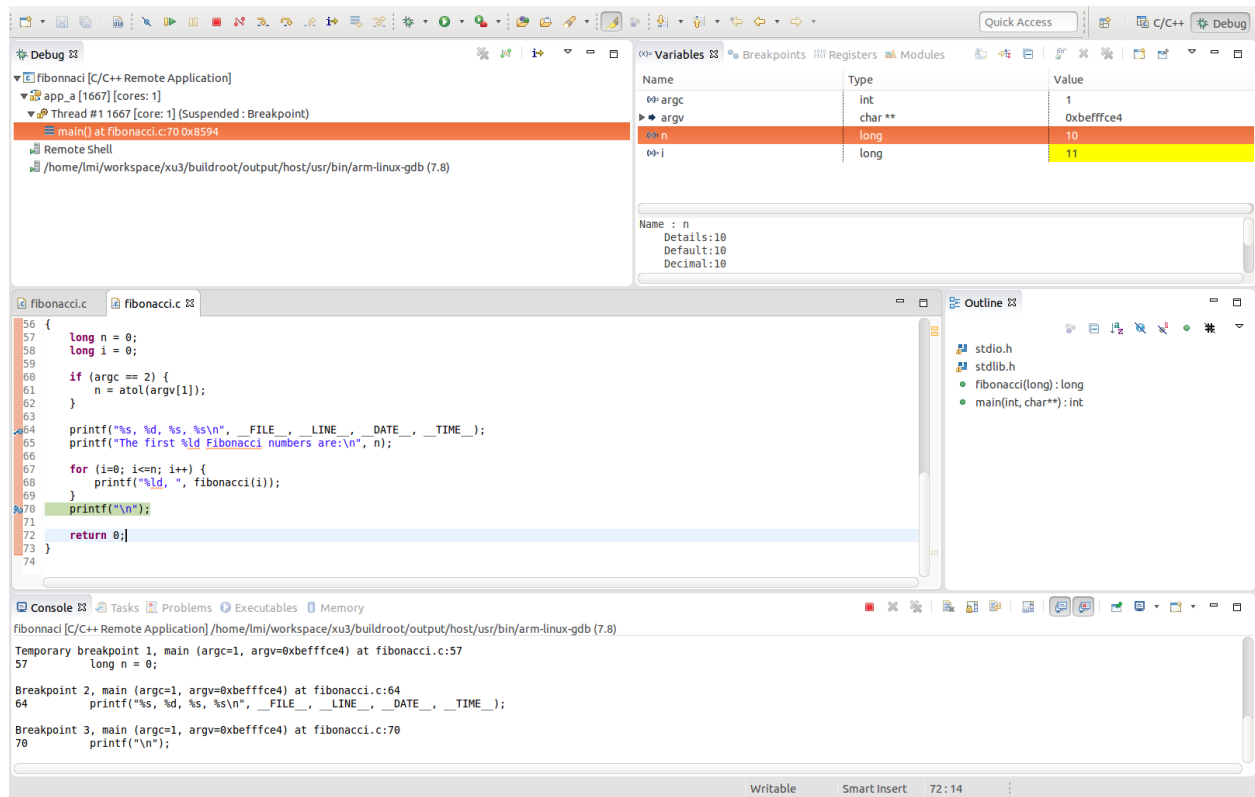 Quick Access
C/C++
Debug
Debug
fibonnaci [C/C++ Remote Application]
app_a [1667] [cores: 1]
Thread #1 1667 [core: 1] (Suspended : Breakpoint)
main() at fibonacci.c:70 0x8594
Remote Shell
/home/lmi/workspace/xu3/buildroot/output/host/usr/bin/arm-linux-gdb (7.8)
(x)= Variables Breakpoints Registers Modules
Name Type Value
(x)= argc int 1
argv char ** 0xbefffce4
(x)= n long 10
(x)= i long 11
Name : n
Details:10
Default:10
Decimal:10
fibonacci.c fibonacci.c
56 {
57 long n = 0;
58 long i = 0;
59
60 if (argc == 2) {
61 n = atol(argv[1]);
62 }
63
64 printf("%s, %d, %s, %s\n", __FILE__, __LINE__, __DATE__, __TIME__);
65 printf("The first %ld Fibonacci numbers are:\n", n);
66
67 for (i=0; i<=n; i++) {
68 printf("%ld, ", fibonacci(i));
69 }
70 printf("\n");
71
72 return 0;
73 }
74
Outline
stdio.h
stdlib.h
fibonacci(long) : long
main(int, char**) : int
Console Tasks Problems Executables Memory
fibonnaci [C/C++ Remote Application] /home/lmi/workspace/xu3/buildroot/output/host/usr/bin/arm-linux-gdb (7.8)
Temporary breakpoint 1, main (argc=1, argv=0xbefffce4) at fibonacci.c:57
57 long n = 0;
Breakpoint 2, main (argc=1, argv=0xbefffce4) at fibonacci.c:64
64 printf("%s, %d, %s, %s\n", __FILE__, __LINE__, __DATE__, __TIME__);
Breakpoint 3, main (argc=1, argv=0xbefffce4) at fibonacci.c:70
70 printf("\n");
Writable Smart Insert 72 : 14